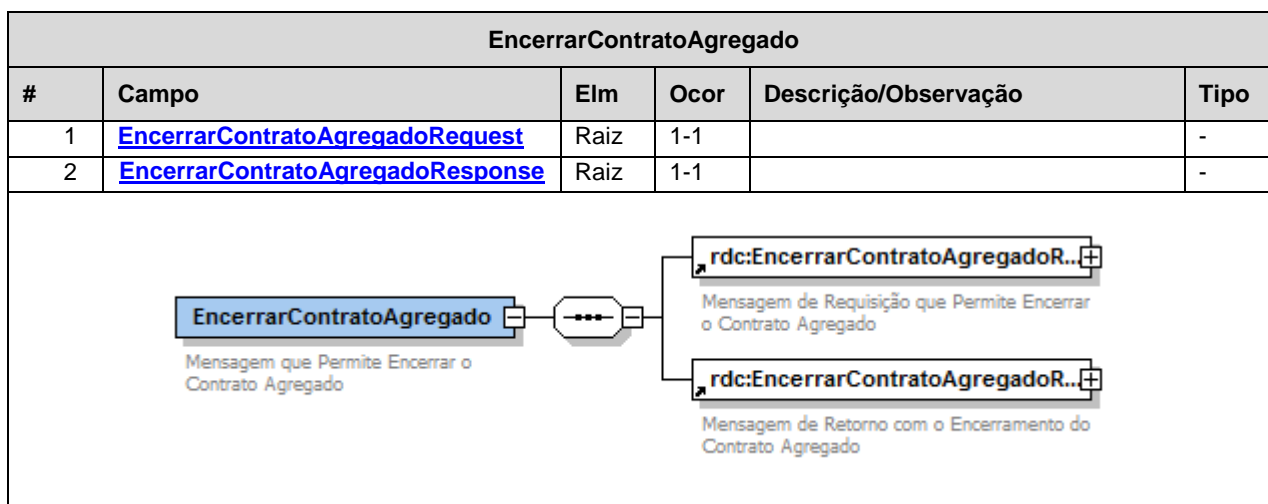 EncerrarContratoAgregado
# Campo Elm Ocor Descrição/Observação Tipo
1 EncerrarContratoAgregadoRequest Raiz 1-1 -
2 EncerrarContratoAgregadoResponse Raiz 1-1 -
rdc:EncerrarContratoAgregadoR...
Mensagem de Requisição que Permite Encerrar
o Contrato Agregado
EncerrarContratoAgregado
Mensagem que Permite Encerrar o
Contrato Agregado
rdc:EncerrarContratoAgregadoR...
Mensagem de Retorno com o Encerramento do
Contrato Agregado